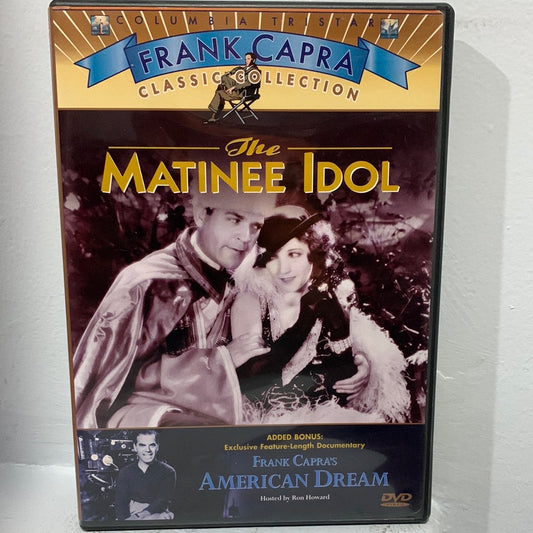 COLUMBIA TRISTAR
FRANK CAPRA
CLASSIC COLLECTION
The
MATINEE IDOL
ADDED BONUS:
Exclusive Feature-Length Documentary
FRANK CAPRA'S
AMERICAN DREAM
Hosted by Ron Howard
DVD